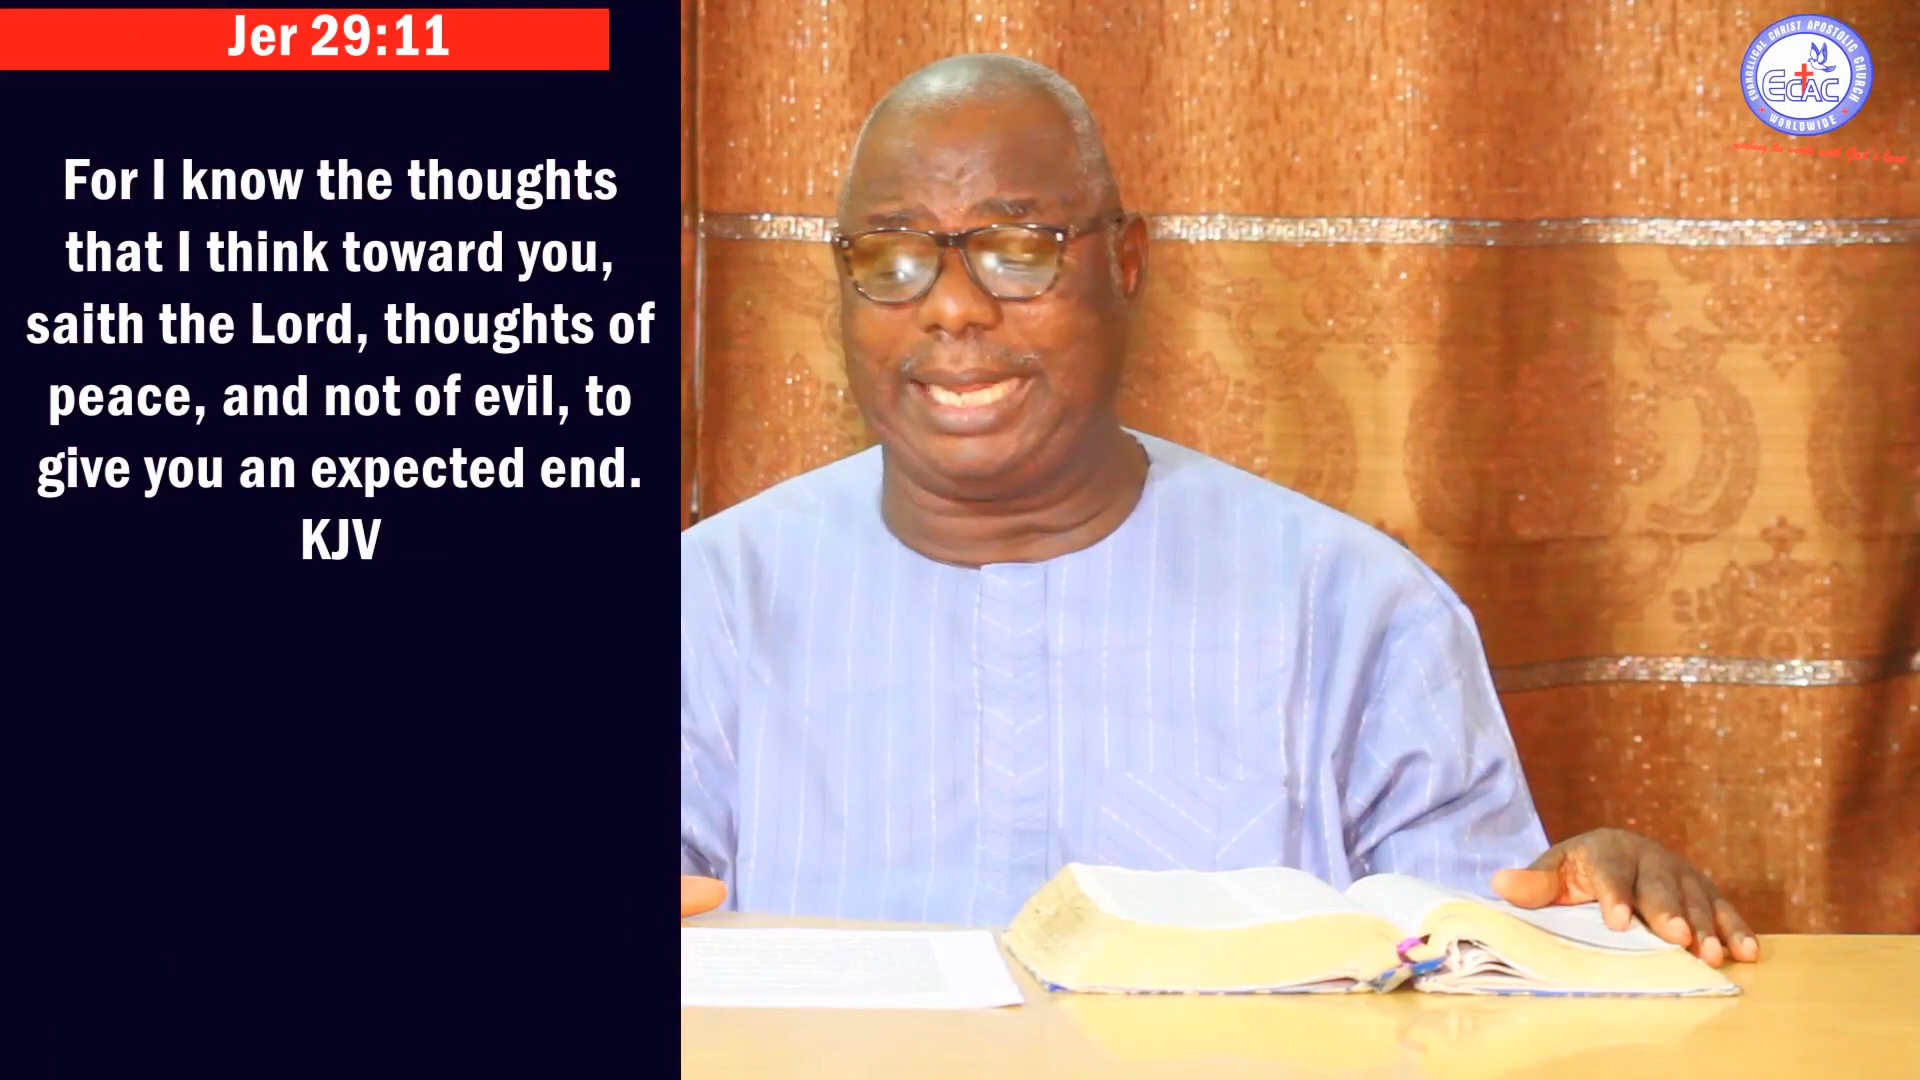 Jer 29:11
For I know the thoughts
that I think toward you,
saith the Lord, thoughts of
peace, and not of evil, to
give you an expected end.
KJV
EVANGELICAL CHRIST APOSTOLIC CHURCH
ECAC
WORLDWIDE